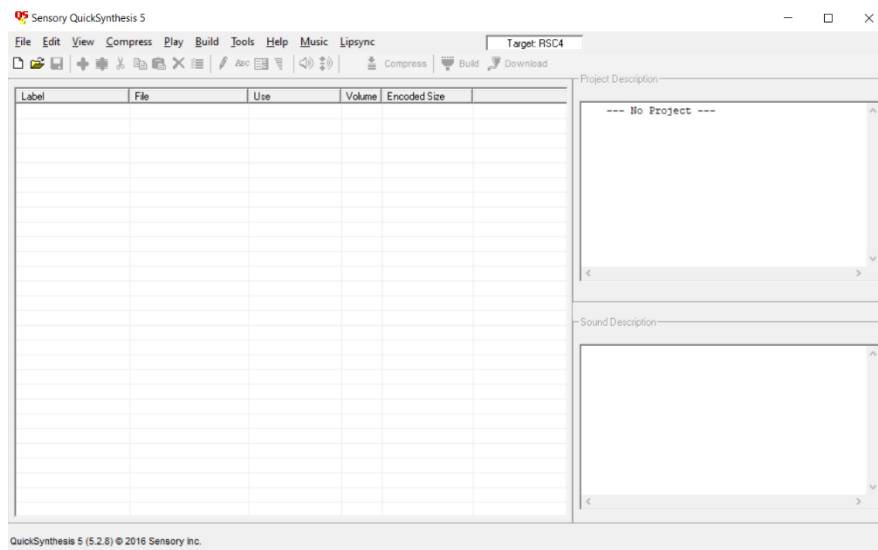 Sensory QuickSynthesis 5
File Edit View Compress Play Build Tools Help Music Lipsync Target: RSC4
Abc Compress Build Download
Project Description
Label File Use Volume Encoded Size
--- No Project ---
Sound Description
QuickSynthesis 5 (5.2.8) © 2016 Sensory Inc.